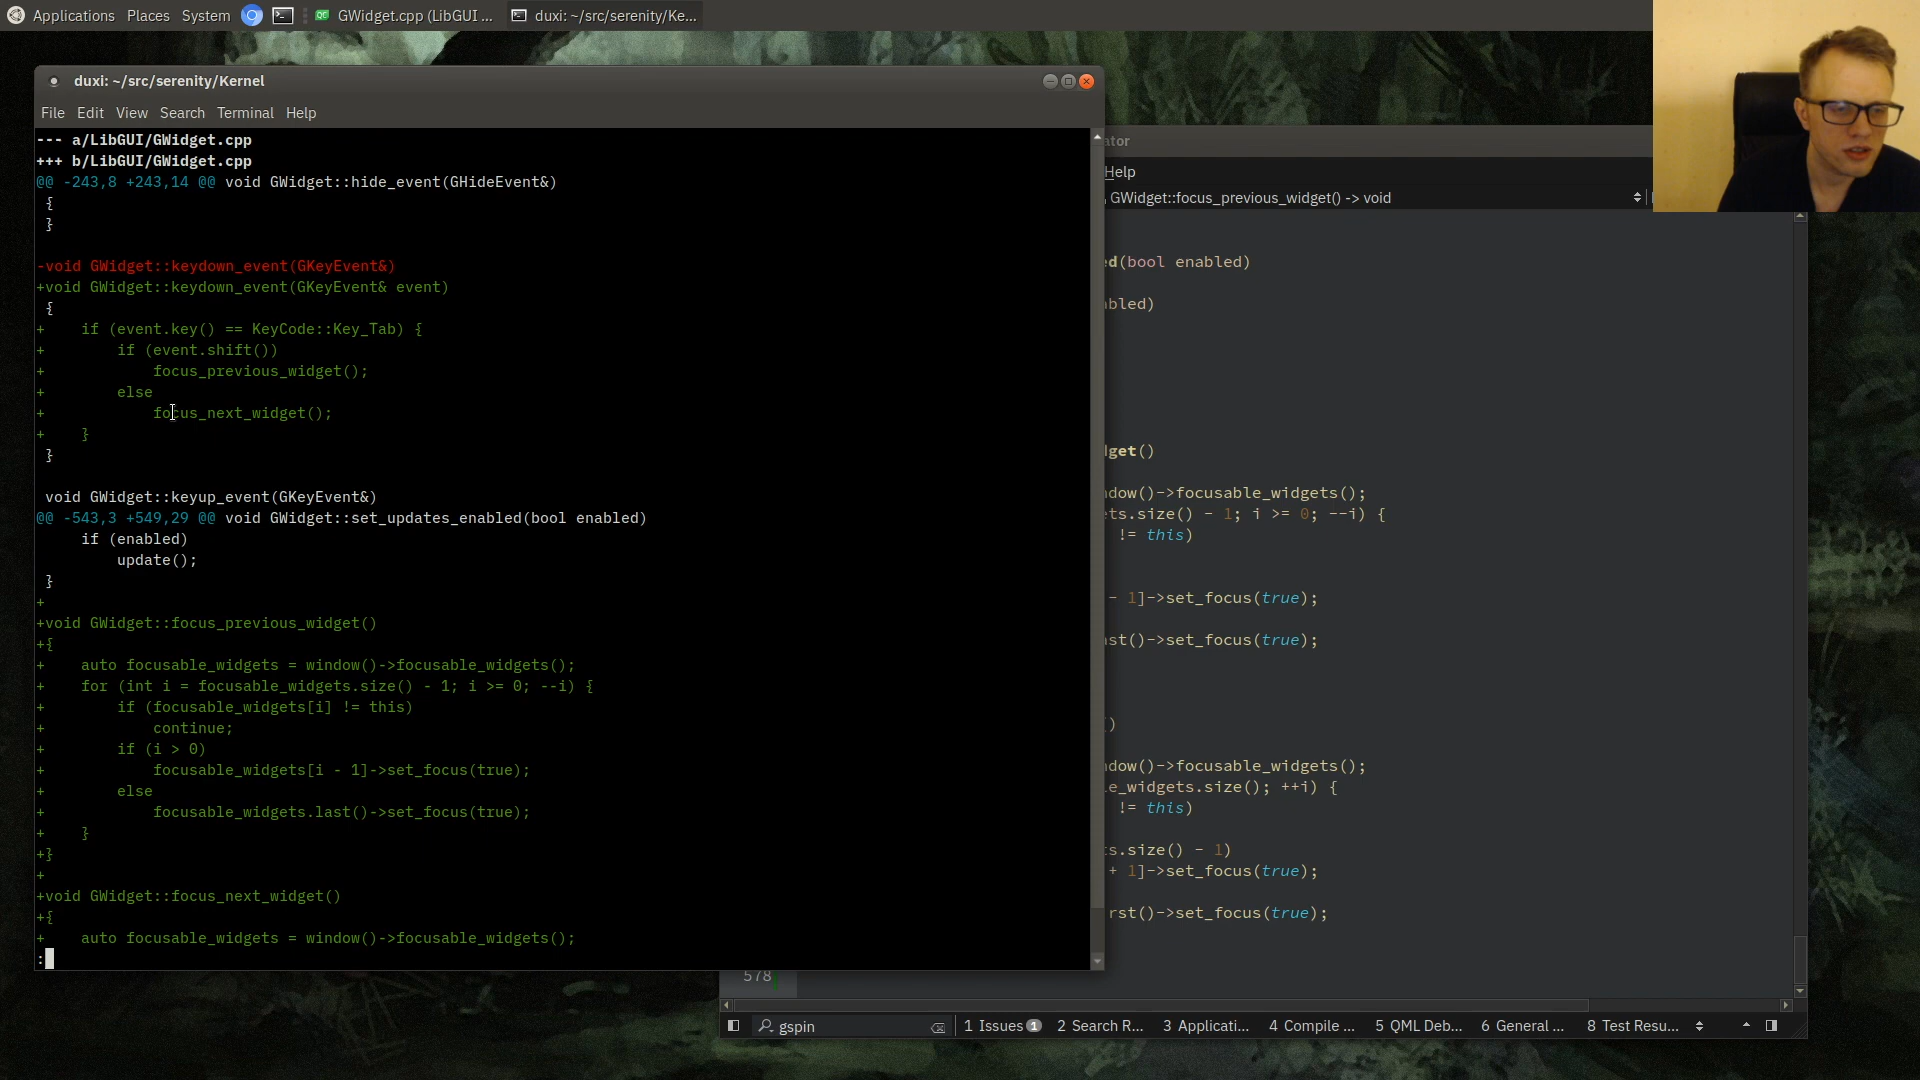 Applications Places System GWidget.cpp (LibGUI ... duxi: ~/src/serenity/Ke...
duxi: ~/src/serenity/Kernel
File Edit View Search Terminal Help
--- a/LibGUI/GWidget.cpp
+++ b/LibGUI/GWidget.cpp
@@ -243,8 +243,14 @@ void GWidget::hide_event(GHideEvent&)
 {
 }
-void GWidget::keydown_event(GKeyEvent&)
+void GWidget::keydown_event(GKeyEvent& event)
 {
+    if (event.key() == KeyCode::Key_Tab) {
+        if (event.shift())
+            focus_previous_widget();
+        else
+            focus_next_widget();
+    }
 }
 void GWidget::keyup_event(GKeyEvent&)
@@ -543,3 +549,29 @@ void GWidget::set_updates_enabled(bool enabled)
     if (enabled)
         update();
 }
+
+void GWidget::focus_previous_widget()
+{
+    auto focusable_widgets = window()->focusable_widgets();
+    for (int i = focusable_widgets.size() - 1; i >= 0; --i) {
+        if (focusable_widgets[i] != this)
+            continue;
+        if (i > 0)
+            focusable_widgets[i - 1]->set_focus(true);
+        else
+            focusable_widgets.last()->set_focus(true);
+    }
+}
+
+void GWidget::focus_next_widget()
+{
+    auto focusable_widgets = window()->focusable_widgets();
:
ator
Help
GWidget::focus_previous_widget() -> void
d(bool enabled)
bled)
dget()
ndow()->focusable_widgets();
ts.size() - 1; i >= 0; --i) {
!= this)
- 1]->set_focus(true);
st()->set_focus(true);
()
ndow()->focusable_widgets();
e_widgets.size(); ++i) {
!= this)
s.size() - 1)
+ 1]->set_focus(true);
rst()->set_focus(true);
578
gspin 1 Issues 1 2 Search R... 3 Applicati... 4 Compile ... 5 QML Deb... 6 General ... 8 Test Resu...